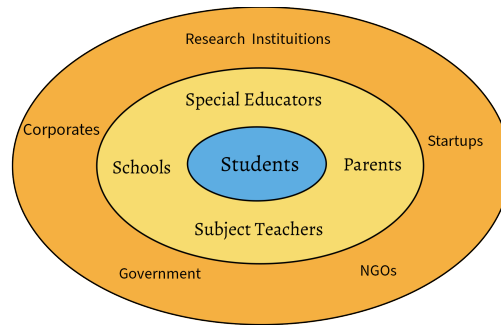 Research Instituitions
Special Educators
Corporates
Startups
Schools
Students
Parents
Subject Teachers
Government
NGOs